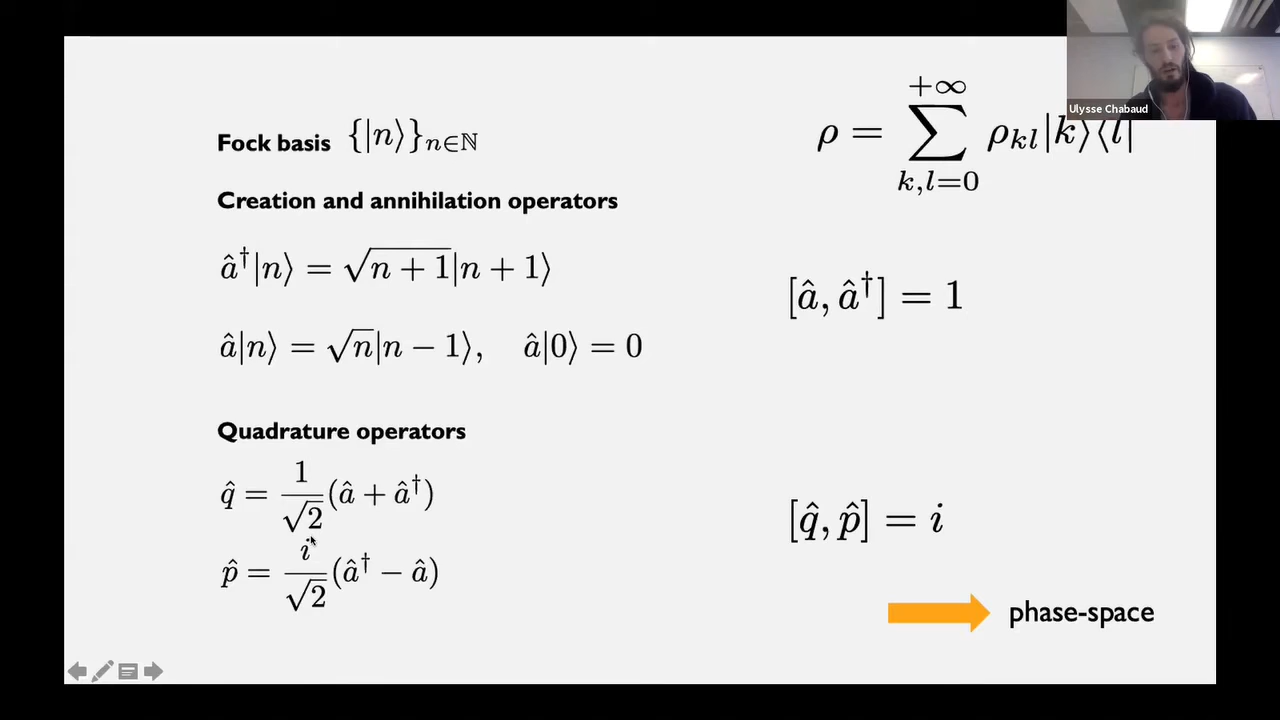 Ulysse Chabaud
Fock basis {|n⟩}ₙ∈ℕ
ρ = ∑_{k,l=0}^{+∞} ρ_{kl}|k⟩⟨l|
Creation and annihilation operators
â†|n⟩ = √(n + 1)|n + 1⟩
[â, â†] = 1
â|n⟩ = √n|n − 1⟩, â|0⟩ = 0
Quadrature operators
q̂ = 1/√2 (â + â†)
[q̂, p̂] = i
p̂ = i/√2 (â† − â)
phase-space